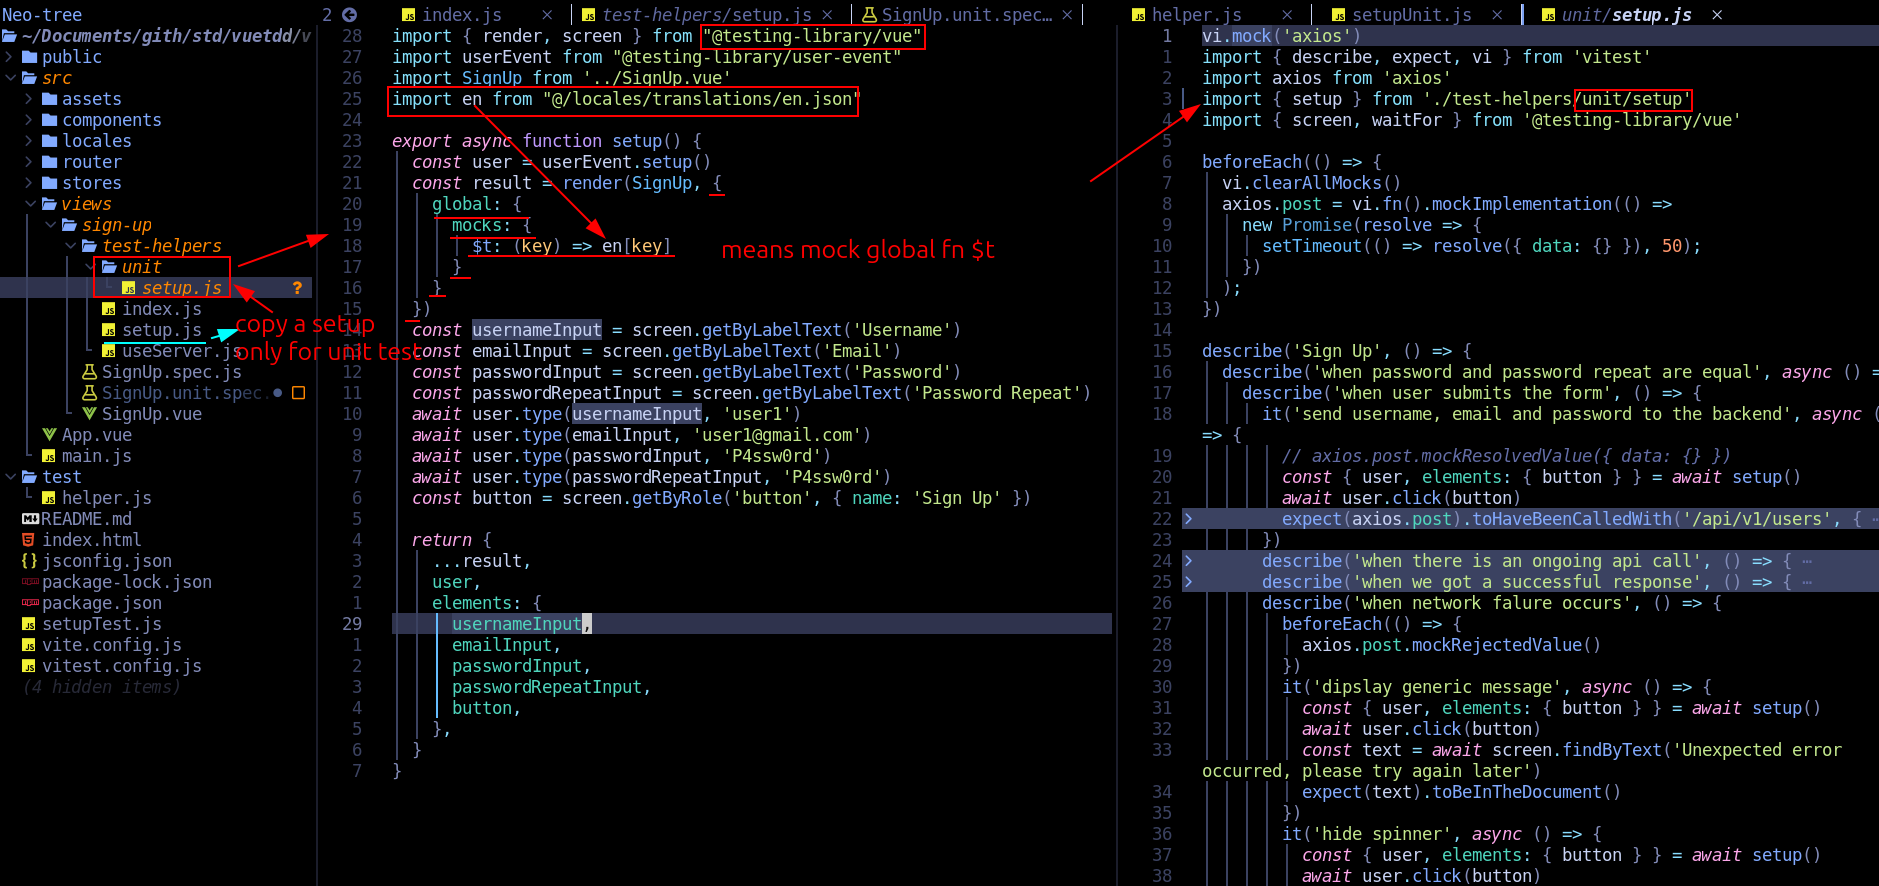 Neo-tree
~/Documents/gith/std/vuetdd/v
public
src
assets
components
locales
router
stores
views
sign-up
test-helpers
unit
setup.js ?
index.js
setup.js
useServer.js
SignUp.spec.js
SignUp.unit.spec.
SignUp.vue
App.vue
main.js
test
helper.js
README.md
index.html
jsconfig.json
package-lock.json
package.json
setupTest.js
vite.config.js
vitest.config.js
(4 hidden items)
copy a setup
only for unit test
2 index.js × test-helpers/setup.js × SignUp.unit.spec… ×
28 import { render, screen } from "@testing-library/vue"
27 import userEvent from "@testing-library/user-event"
26 import SignUp from '../SignUp.vue'
25 import en from "@/locales/translations/en.json"
24
23 export async function setup() {
22 const user = userEvent.setup()
21 const result = render(SignUp, {
20 global: {
19 mocks: {
18 $t: (key) => en[key]
17 }
16 }
15 })
14 const usernameInput = screen.getByLabelText('Username')
13 const emailInput = screen.getByLabelText('Email')
12 const passwordInput = screen.getByLabelText('Password')
11 const passwordRepeatInput = screen.getByLabelText('Password Repeat')
10 await user.type(usernameInput, 'user1')
9 await user.type(emailInput, 'user1@gmail.com')
8 await user.type(passwordInput, 'P4ssw0rd')
7 await user.type(passwordRepeatInput, 'P4ssw0rd')
6 const button = screen.getByRole('button', { name: 'Sign Up' })
5
4 return {
3 ...result,
2 user,
1 elements: {
29 usernameInput,
1 emailInput,
2 passwordInput,
3 passwordRepeatInput,
4 button,
5 },
6 }
7 }
means mock global fn $t
helper.js × setupUnit.js × unit/setup.js ×
1 vi.mock('axios')
1 import { describe, expect, vi } from 'vitest'
2 import axios from 'axios'
3 import { setup } from './test-helpers/unit/setup'
4 import { screen, waitFor } from '@testing-library/vue'
5
6 beforeEach(() => {
7 vi.clearAllMocks()
8 axios.post = vi.fn().mockImplementation(() =>
9 new Promise(resolve => {
10 setTimeout(() => resolve({ data: {} }), 50);
11 })
12 );
13 })
14
15 describe('Sign Up', () => {
16 describe('when password and password repeat are equal', async () =
17 describe('when user submits the form', () => {
18 it('send username, email and password to the backend', async (
=> {
19 // axios.post.mockResolvedValue({ data: {} })
20 const { user, elements: { button } } = await setup()
21 await user.click(button)
22 expect(axios.post).toHaveBeenCalledWith('/api/v1/users', { ⋯
23 })
24 describe('when there is an ongoing api call', () => { ⋯
25 describe('when we got a successful response', () => { ⋯
26 describe('when network falure occurs', () => {
27 beforeEach(() => {
28 axios.post.mockRejectedValue()
29 })
30 it('dipslay generic message', async () => {
31 const { user, elements: { button } } = await setup()
32 await user.click(button)
33 const text = await screen.findByText('Unexpected error
occurred, please try again later')
34 expect(text).toBeInTheDocument()
35 })
36 it('hide spinner', async () => {
37 const { user, elements: { button } } = await setup()
38 await user.click(button)